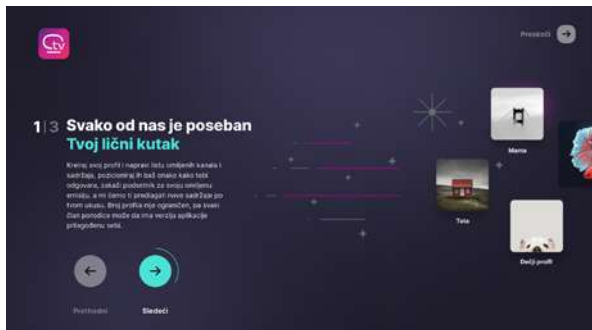 tv
Preskoči
1|3 Svako od nas je poseban
Tvoj lični kutak
Kreiraj svoj profil i napravi listu omiljenih kanala i
sadržaja, pozicioniraj ih baš onako kako tebi
odgovara, zakaži podsetnik za svoju omiljenu
emisiju, a mi ćemo ti predlagati nove sadržaje po
tvom ukusu. Broj profila nije ograničen, pa svaki
član porodice može da ima verziju aplikacije
prilagođenu sebi.
Mama
Tata
Dečji profil
Prethodni
Sledeći